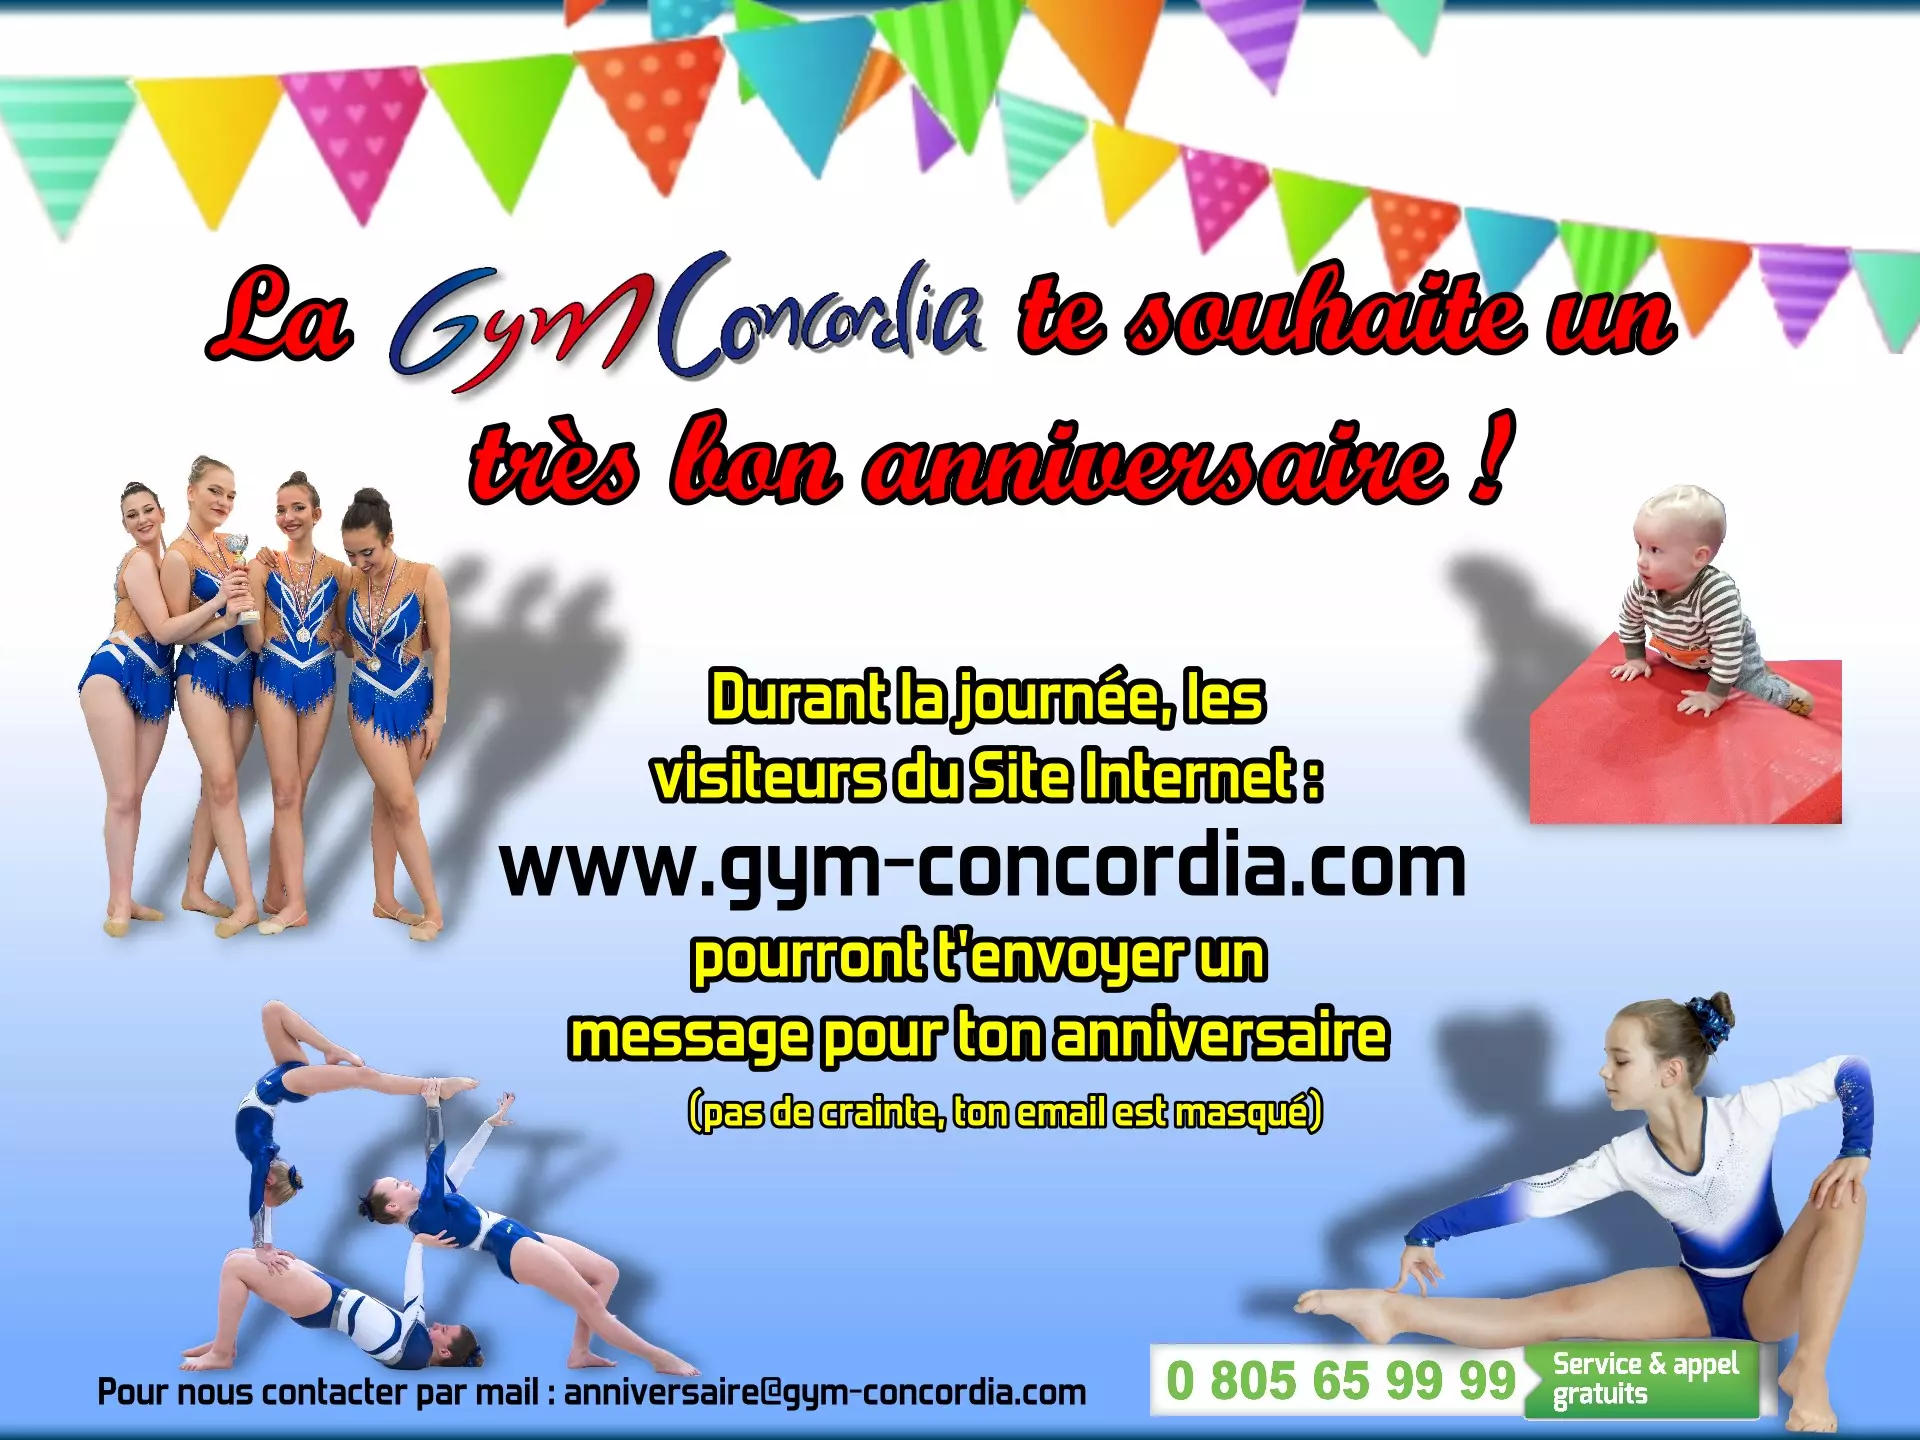 La GymConcordia te souhaite un
très bon anniversaire !
Durant la journée, les
visiteurs du Site Internet :
www.gym-concordia.com
pourront t'envoyer un
message pour ton anniversaire
(pas de crainte, ton email est masqué)
Pour nous contacter par mail : anniversaire@gym-concordia.com
0 805 65 99 99
Service & appel
gratuits